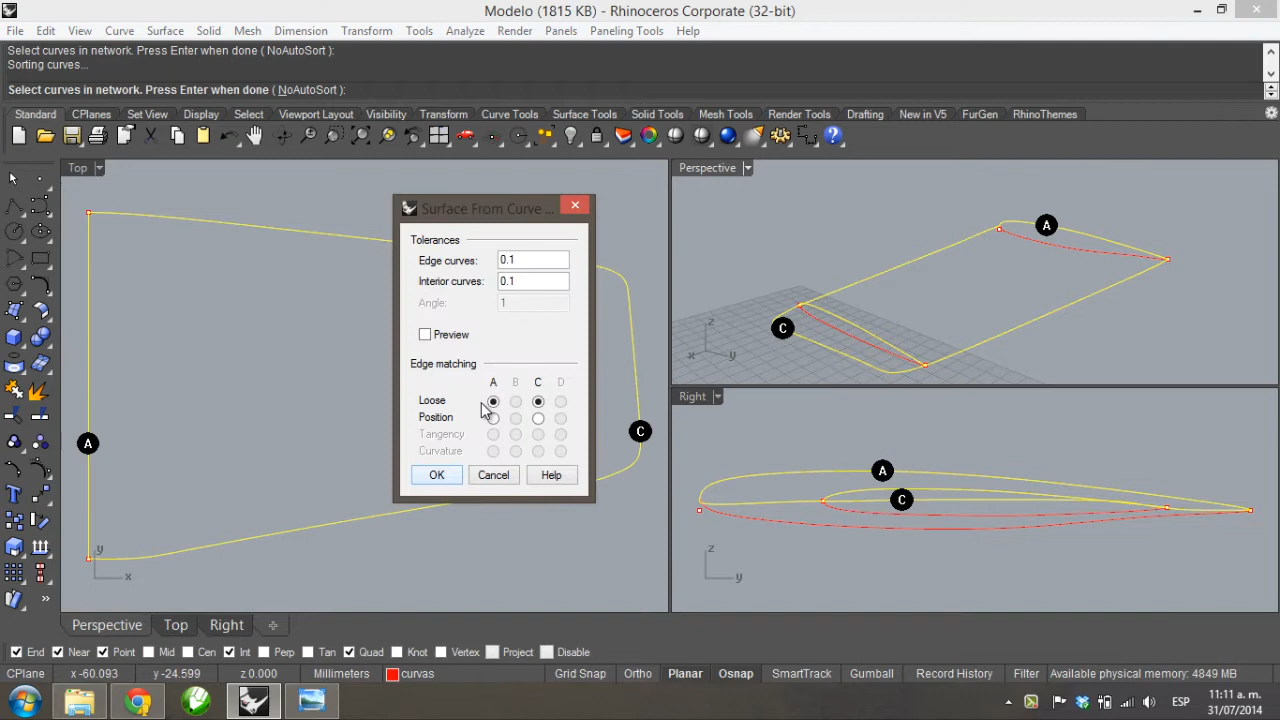 Modelo (1815 KB) - Rhinoceros Corporate (32-bit)
File Edit View Curve Surface Solid Mesh Dimension Transform Tools Analyze Render Panels Paneling Tools Help
Select curves in network. Press Enter when done ( NoAutoSort ):
Sorting curves...
Select curves in network. Press Enter when done ( NoAutoSort ):
Standard CPlanes Set View Display Select Viewport Layout Visibility Transform Curve Tools Surface Tools Solid Tools Mesh Tools Render Tools Drafting New in V5 FurGen RhinoThemes
Top
Perspective
A
C
x
y
z
Right
A
C
z
y
A
C
y
x
Surface From Curve ...
Tolerances
Edge curves: 0.1
Interior curves: 0.1
Angle: 1
Preview
Edge matching
A B C D
Loose
Position
Tangency
Curvature
OK Cancel Help
Perspective Top Right
End Near Point Mid Cen Int Perp Tan Quad Knot Vertex Project Disable
CPlane x -60.093 y -24.599 z 0.000 Millimeters curvas Grid Snap Ortho Planar Osnap SmartTrack Gumball Record History Filter Available physical memory: 4849 MB
ESP
11:11 a.m.
31/07/2014